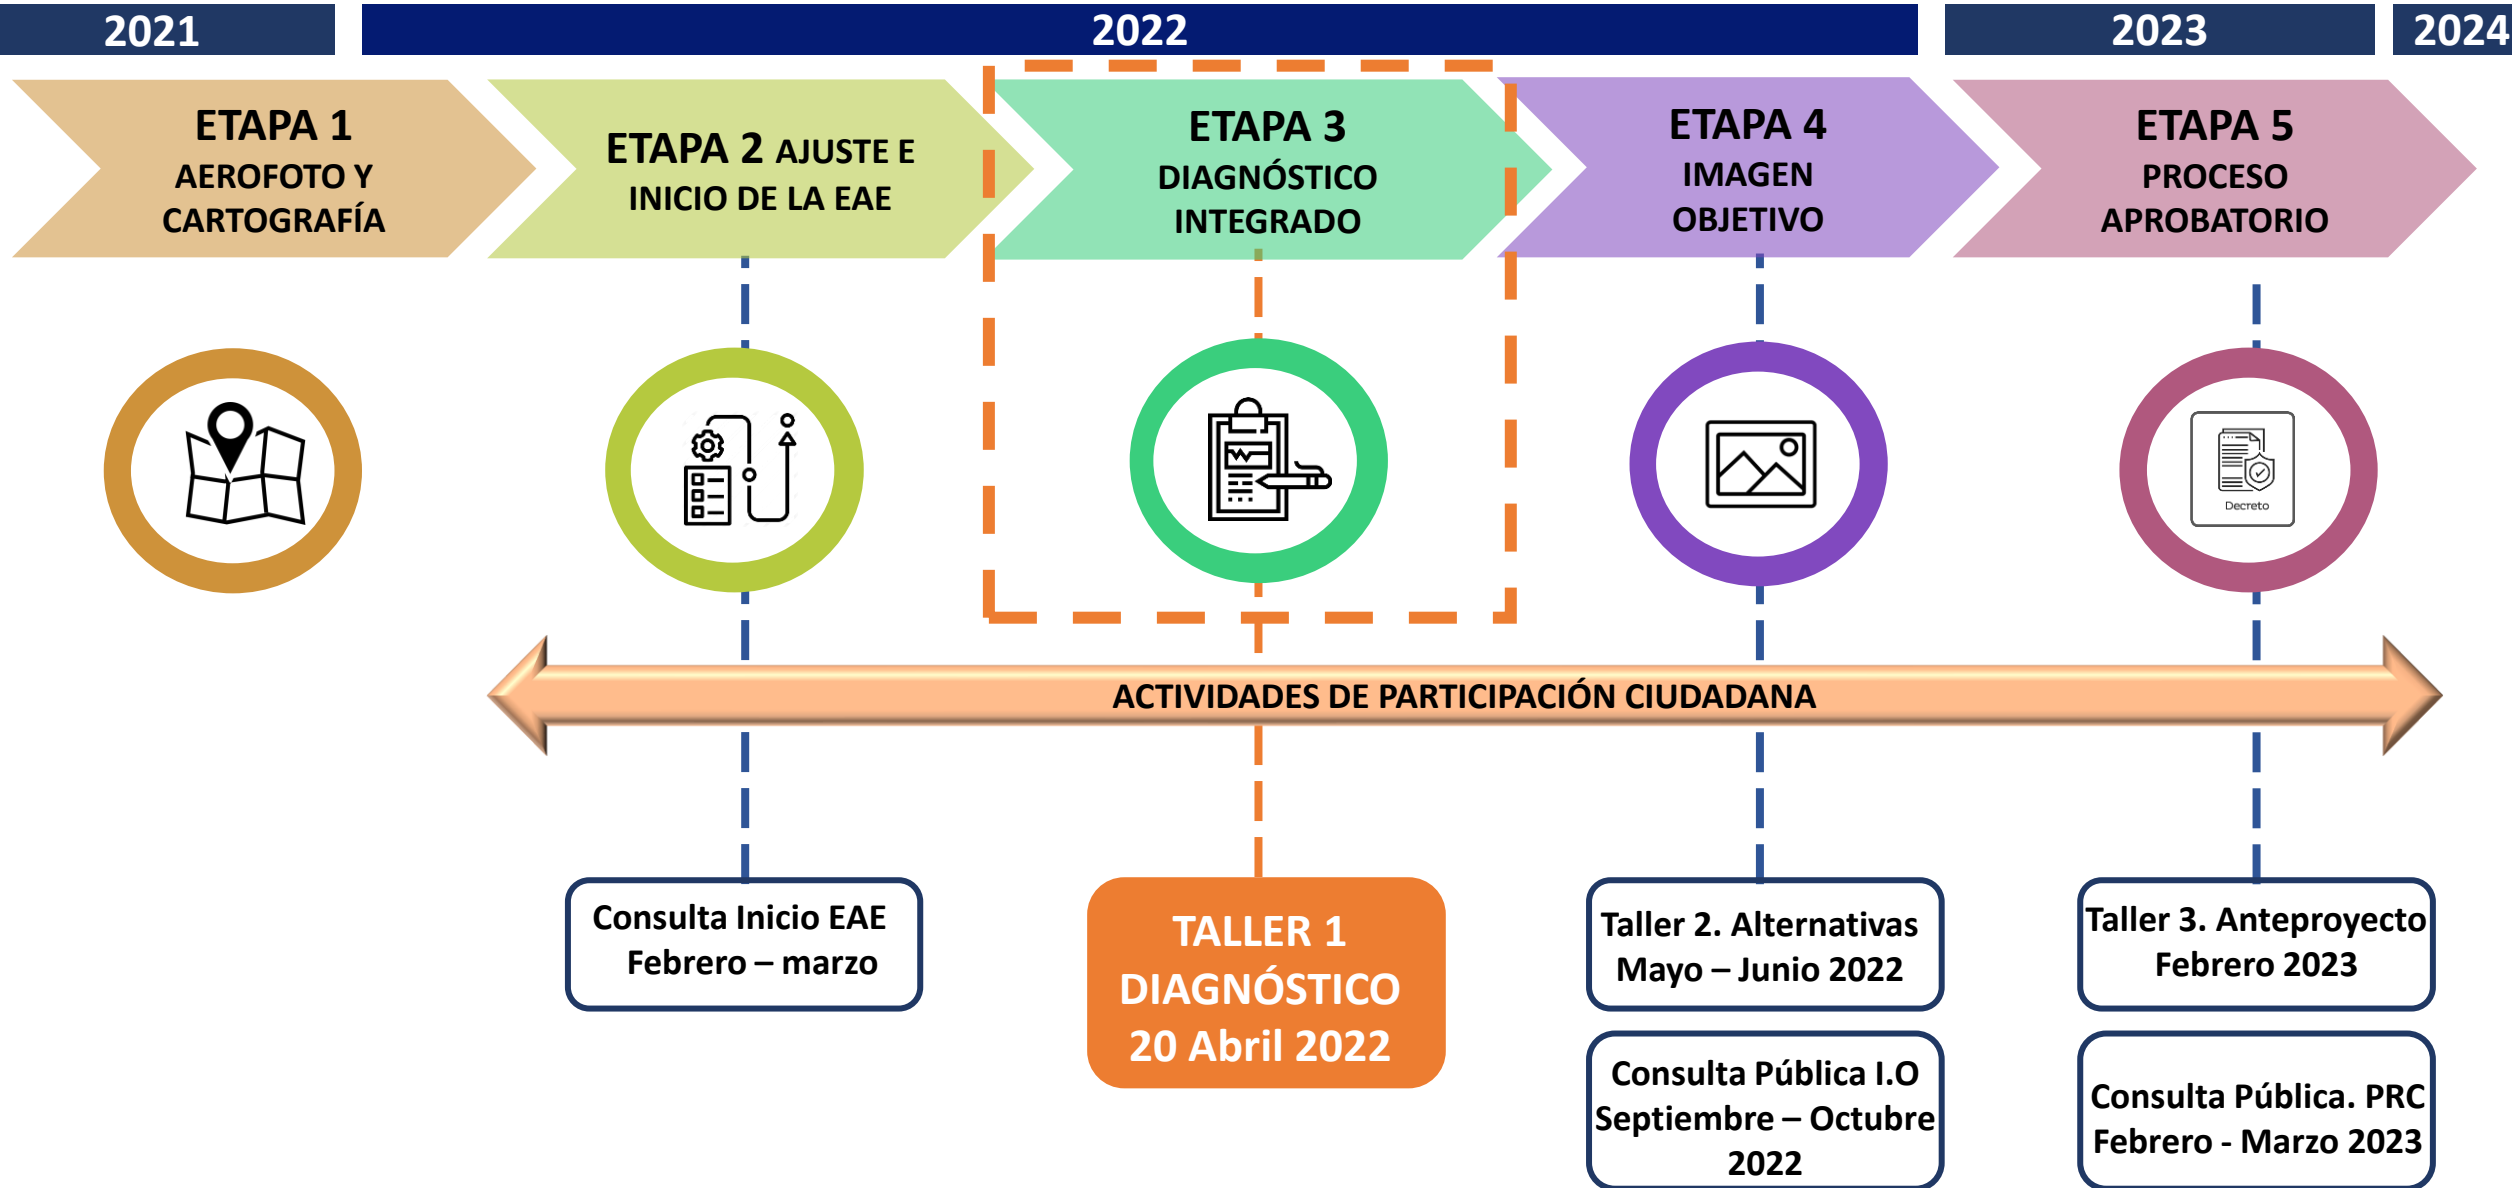 2021
2022
2023
2024
ETAPA 1
AEROFOTO Y
CARTOGRAFÍA
ETAPA 2 AJUSTE E
INICIO DE LA EAE
ETAPA 3
DIAGNÓSTICO
INTEGRADO
ETAPA 4
IMAGEN
OBJETIVO
ETAPA 5
PROCESO
APROBATORIO
Decreto
ACTIVIDADES DE PARTICIPACIÓN CIUDADANA
Consulta Inicio EAE
Febrero – marzo
TALLER 1
DIAGNÓSTICO
20 Abril 2022
Taller 2. Alternativas
Mayo – Junio 2022
Consulta Pública I.O
Septiembre – Octubre
2022
Taller 3. Anteproyecto
Febrero 2023
Consulta Pública. PRC
Febrero - Marzo 2023